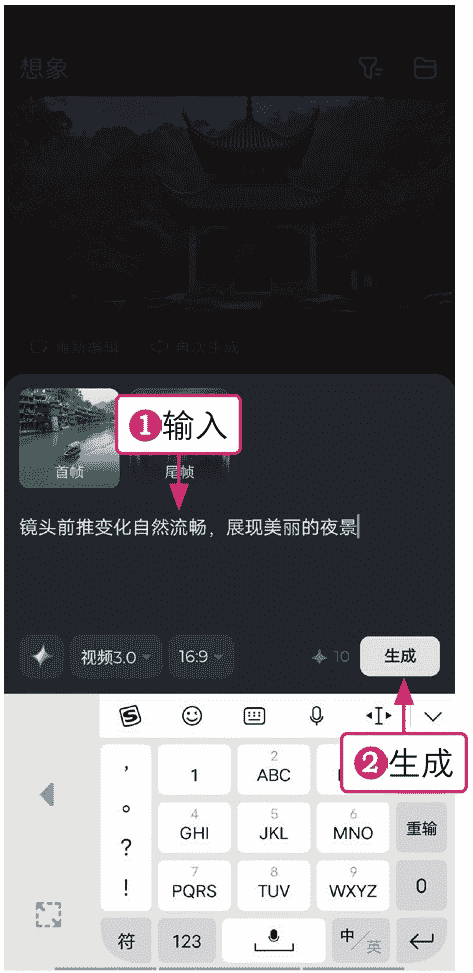 想象
重新编辑
再次生成
❶输入
首帧
尾帧
镜头前推变化自然流畅，展现美丽的夜景
视频3.0
16:9
10
生成
❷生成
,
1
2
ABC
。
4
GHI
5
JKL
6
MNO
重输
?
7
PQRS
8
TUV
9
WXYZ
0
!
符
123
中/英